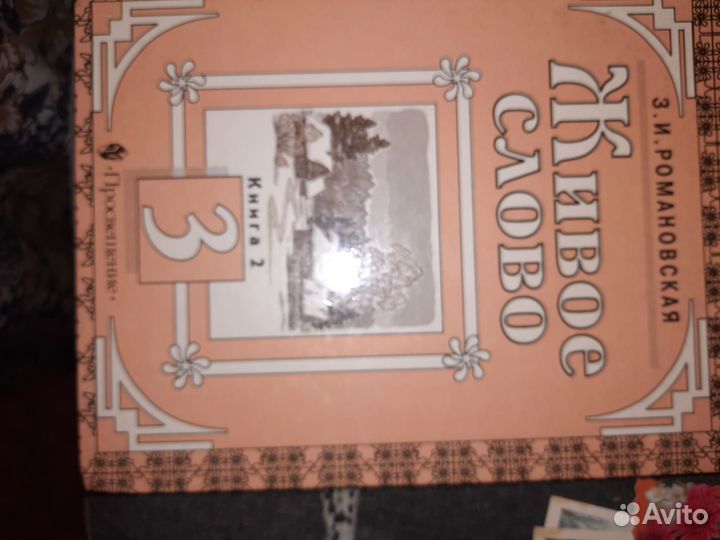 З.И.РОМАНОВСКАЯ
Живое
слово
Книга 2
3
«Просвещение»
Avito